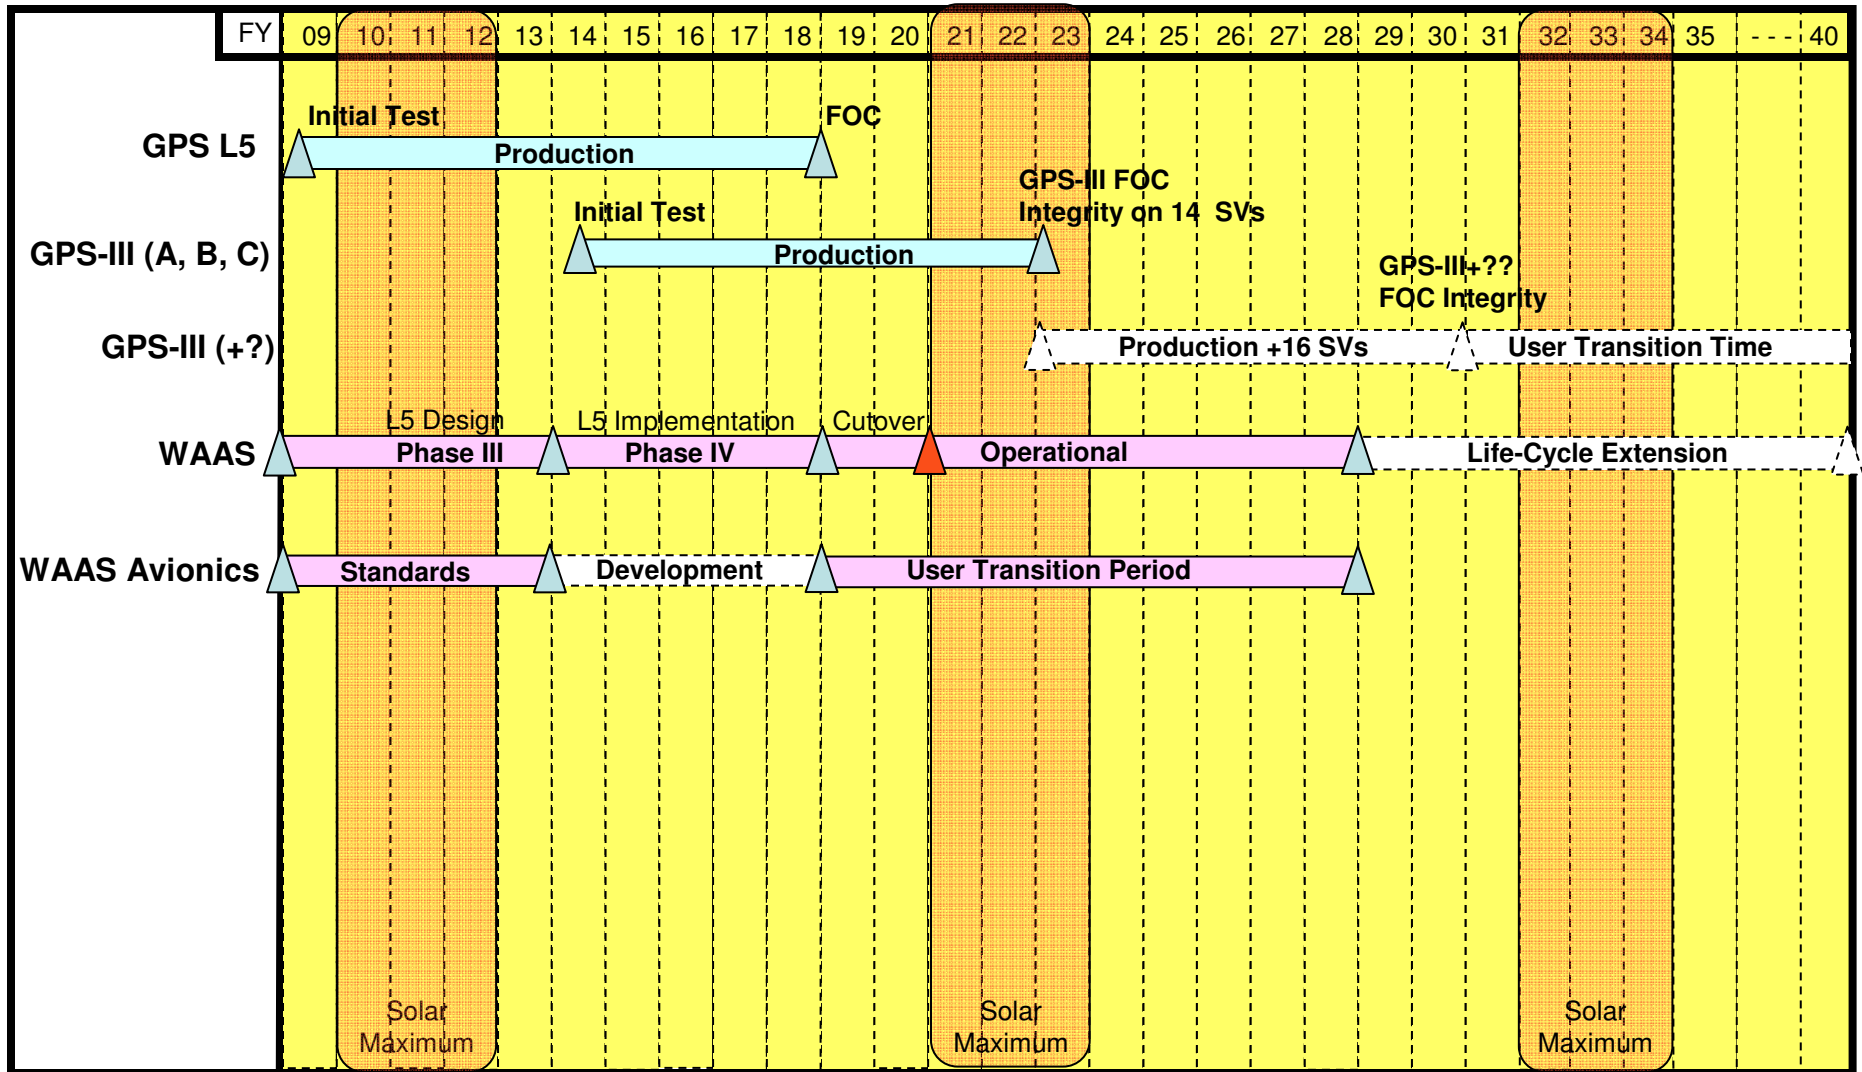 FY 09 10 11 12 13 14 15 16 17 18 19 20 21 22 23 24 25 26 27 28 29 30 31 32 33 34 35 - - - 40
Initial Test
FOC
GPS L5
Production
GPS-III FOC
Integrity on 14 SVs
Initial Test
GPS-III (A, B, C)
Production
GPS-III+??
FOC Integrity
GPS-III (+?)
Production +16 SVs
User Transition Time
L5 Design
L5 Implementation
Cutover
WAAS
Phase III
Phase IV
Operational
Life-Cycle Extension
WAAS Avionics
Standards
Development
User Transition Period
Solar
Maximum
Solar
Maximum
Solar
Maximum